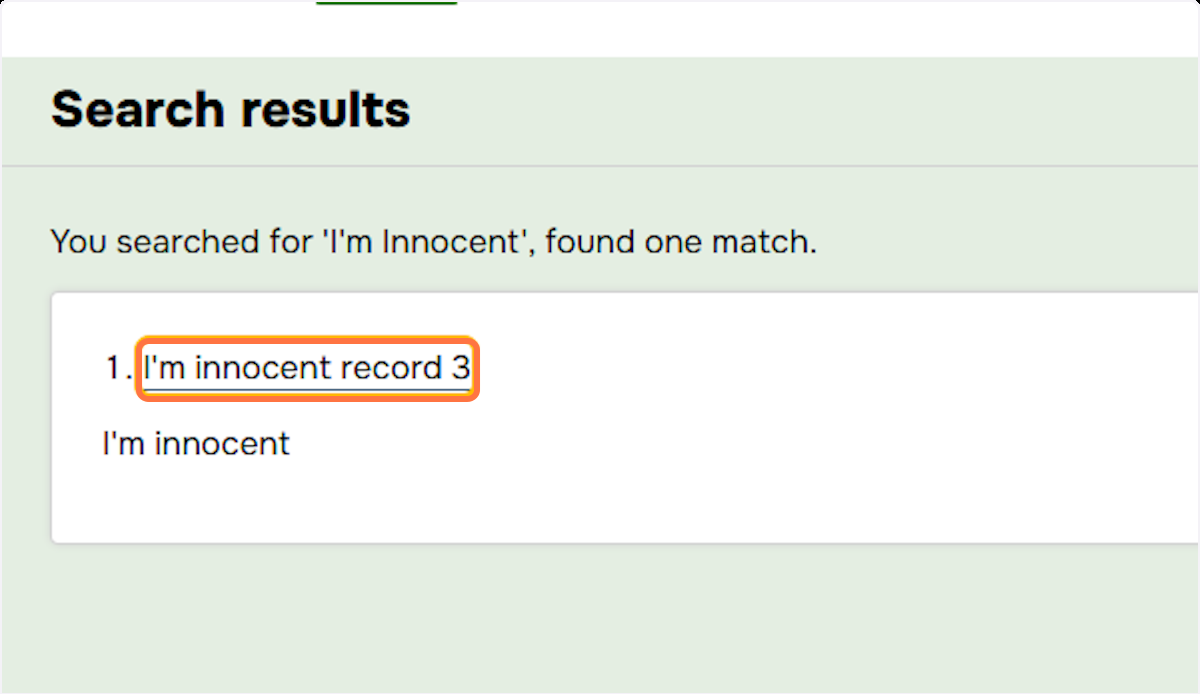 Search results
You searched for 'I'm Innocent', found one match.
1. I'm innocent record 3
I'm innocent